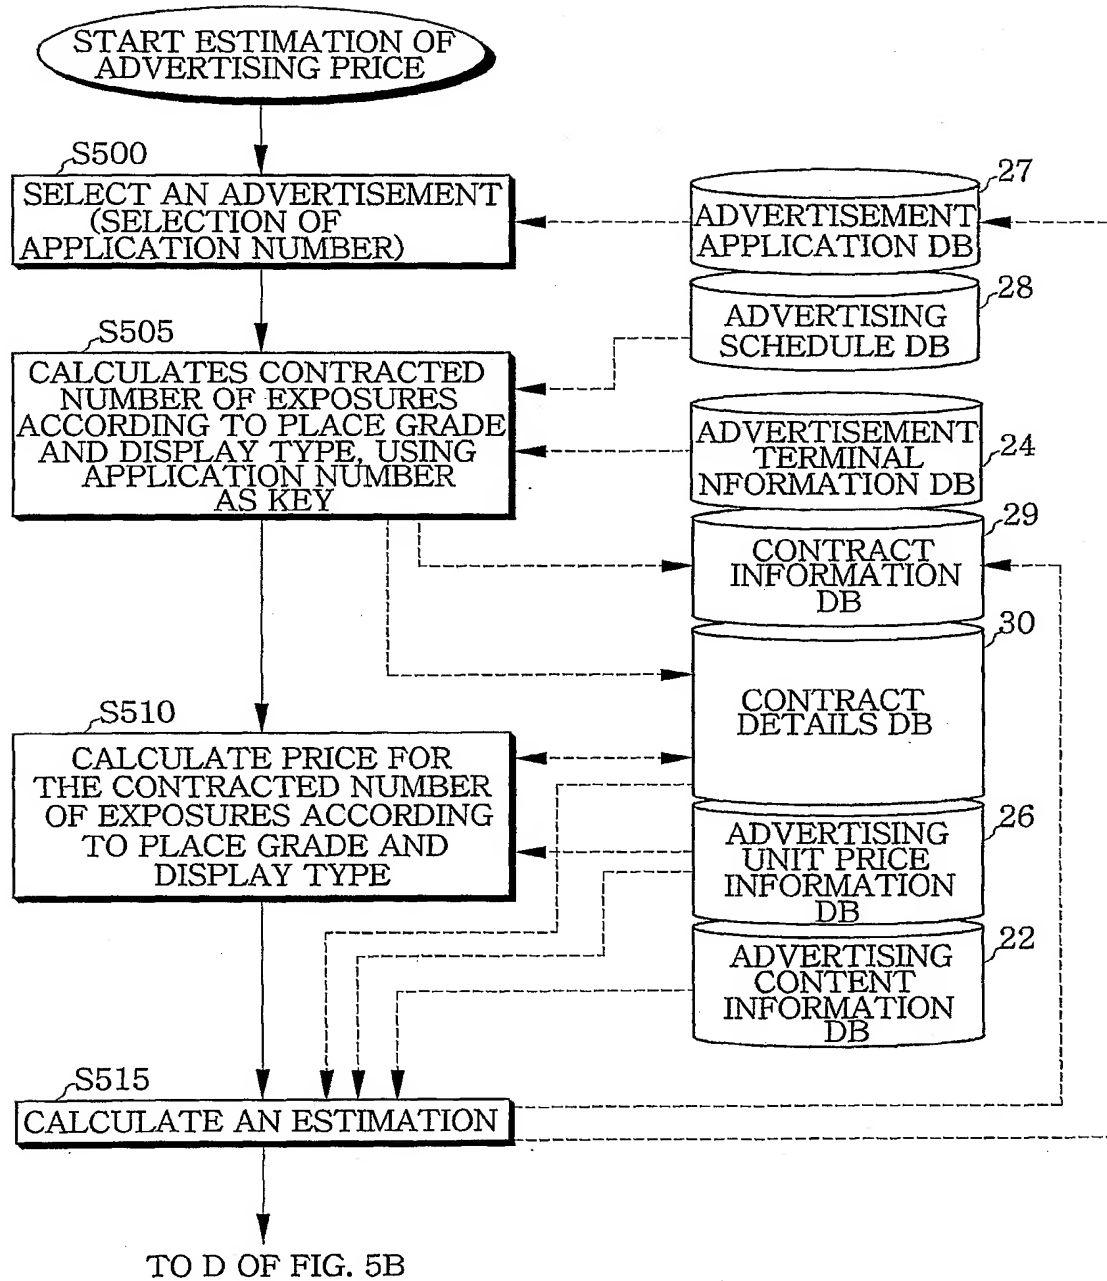 START ESTIMATION OF
ADVERTISING PRICE
S500
SELECT AN ADVERTISEMENT
(SELECTION OF
APPLICATION NUMBER)
27
ADVERTISEMENT
APPLICATION DB
28
ADVERTISING
SCHEDULE DB
S505
CALCULATES CONTRACTED
NUMBER OF EXPOSURES
ACCORDING TO PLACE GRADE
AND DISPLAY TYPE, USING
APPLICATION NUMBER
AS KEY
24
ADVERTISEMENT
TERMINAL
NFORMATION DB
29
CONTRACT
INFORMATION
DB
30
CONTRACT
DETAILS DB
S510
CALCULATE PRICE FOR
THE CONTRACTED NUMBER
OF EXPOSURES ACCORDING
TO PLACE GRADE AND
DISPLAY TYPE
26
ADVERTISING
UNIT PRICE
INFORMATION
DB
22
ADVERTISING
CONTENT
INFORMATION
DB
S515
CALCULATE AN ESTIMATION
TO D OF FIG. 5B